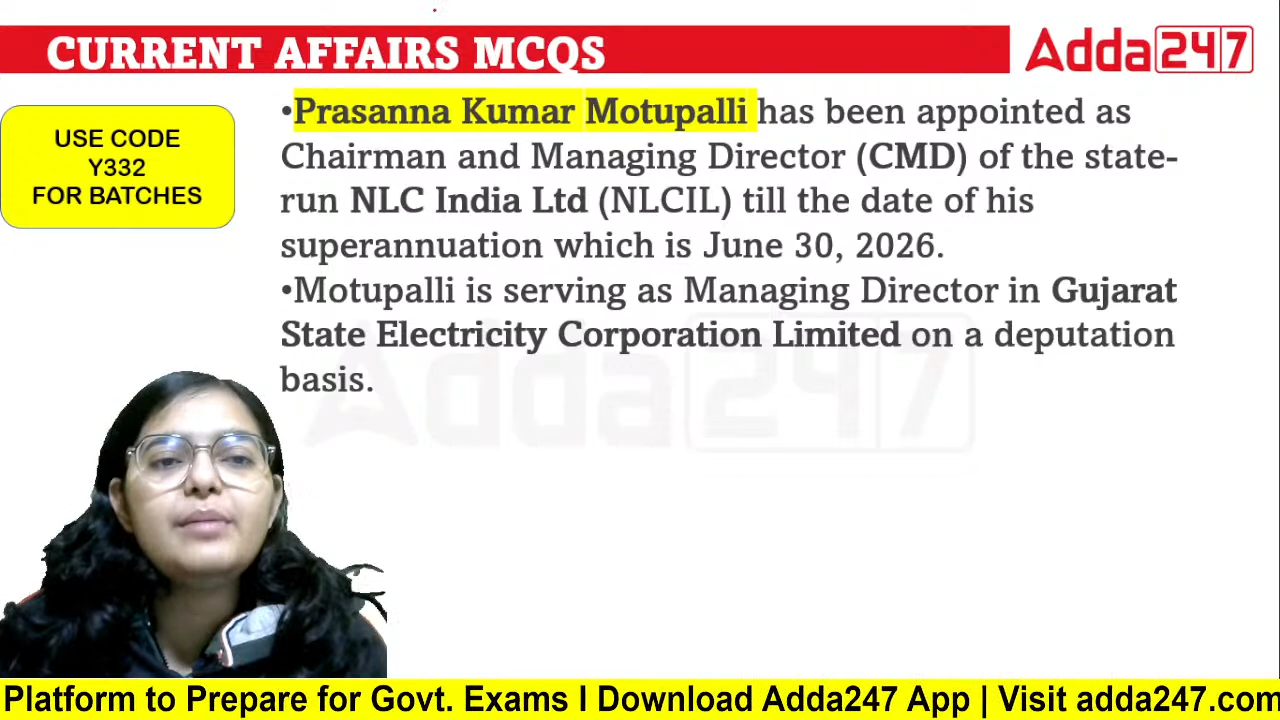 CURRENT AFFAIRS MCQS
Adda247
USE CODE
Y332
FOR BATCHES
•Prasanna Kumar Motupalli has been appointed as
Chairman and Managing Director (CMD) of the state-
run NLC India Ltd (NLCIL) till the date of his
superannuation which is June 30, 2026.
•Motupalli is serving as Managing Director in Gujarat
State Electricity Corporation Limited on a deputation
basis.
Adda247
Platform to Prepare for Govt. Exams I Download Adda247 App | Visit adda247.com